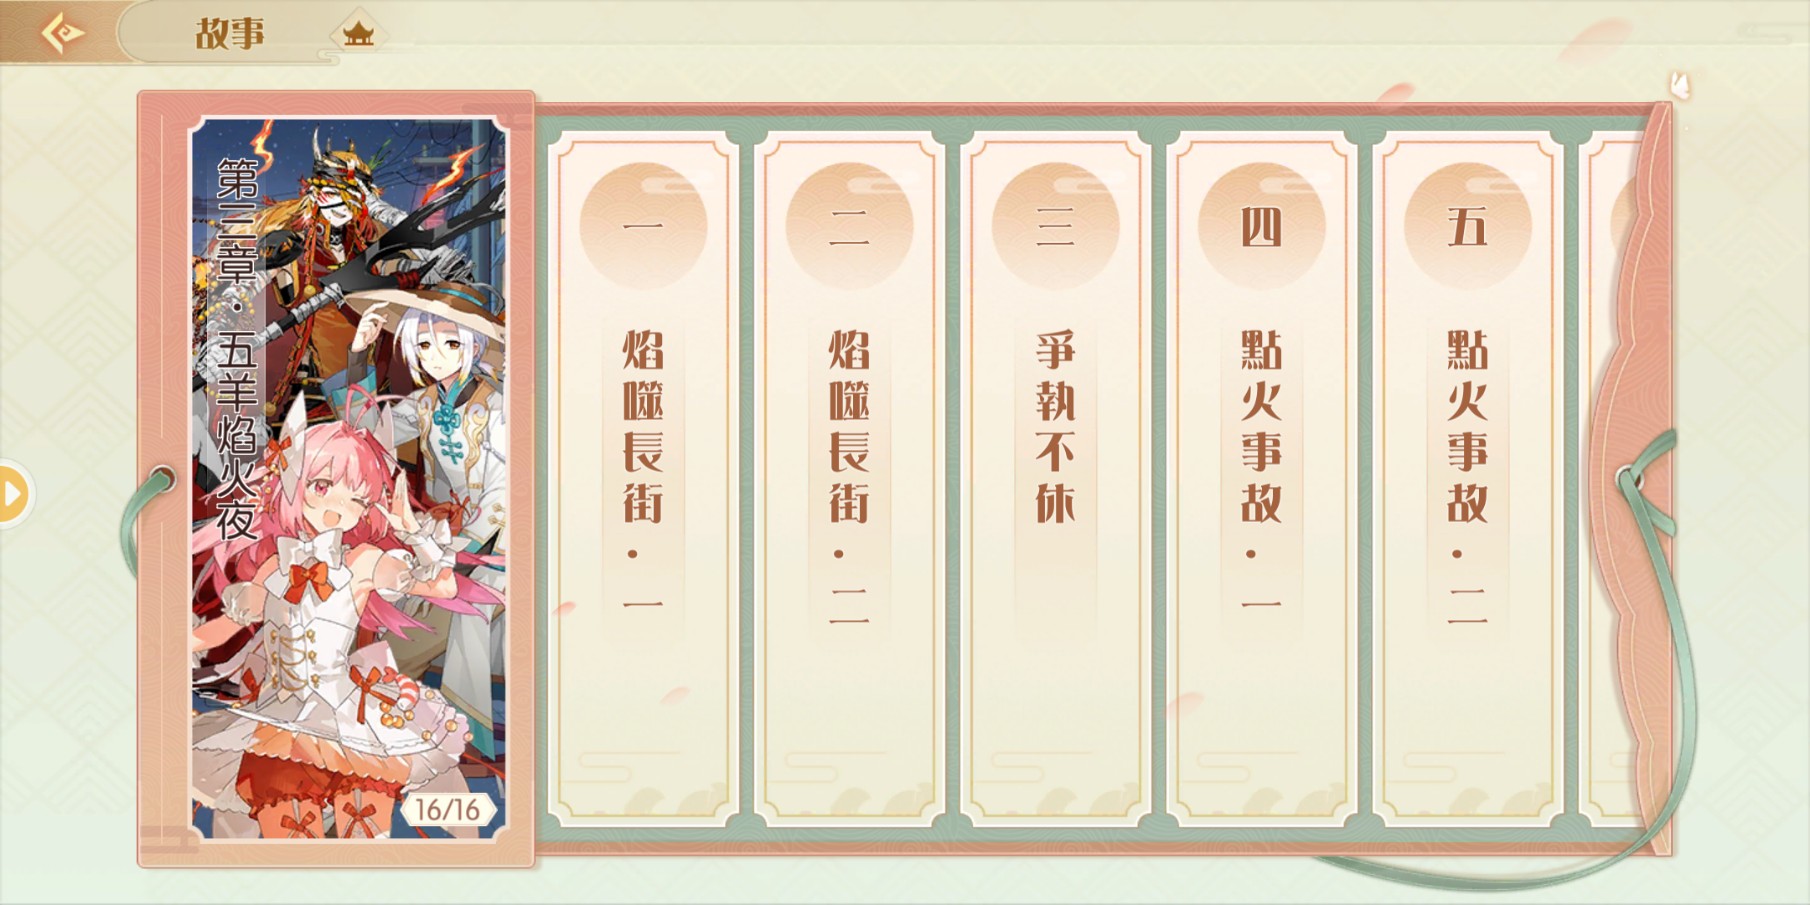 故事
第二章·五羊焰火夜
16/16
一
焰噬長街·一
二
焰噬長街·二
三
爭執不休
四
點火事故·一
五
點火事故·二